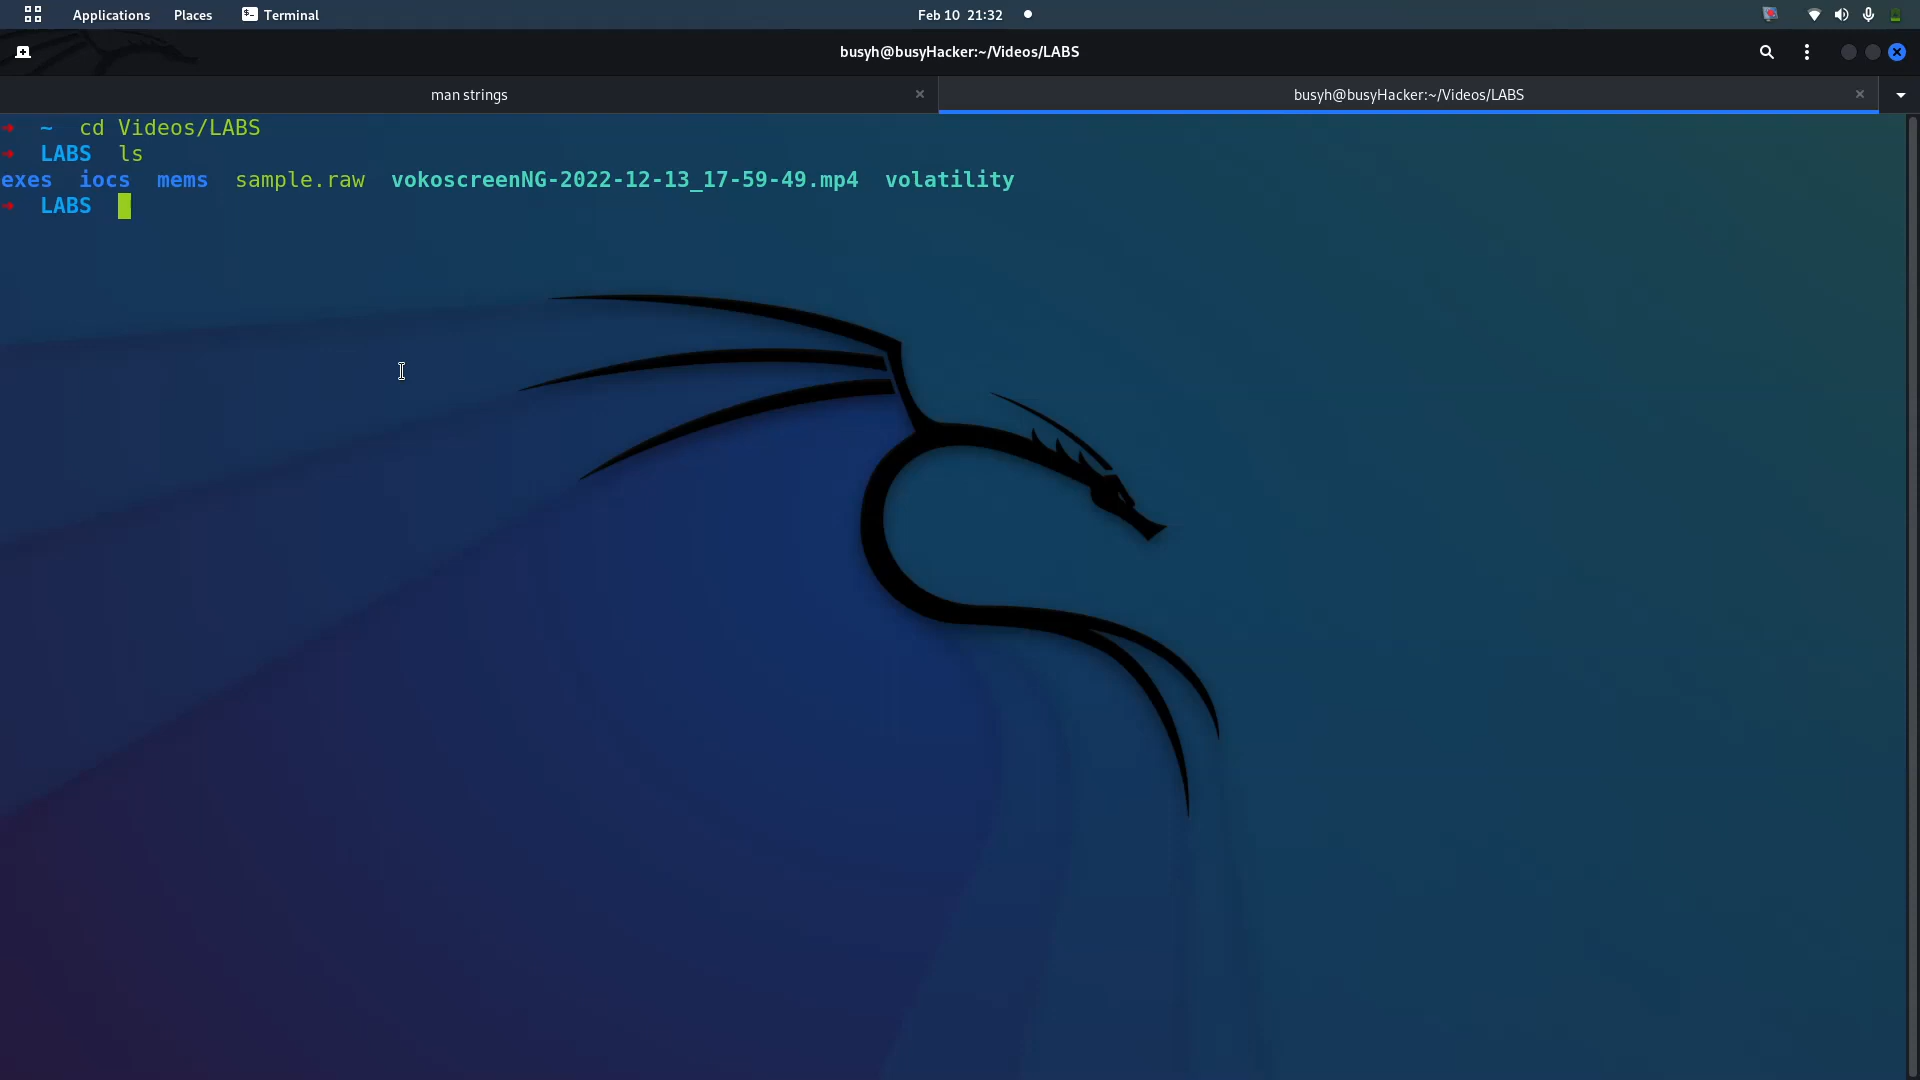 Applications Places Terminal Feb 10 21:32
busyh@busyHacker:~/Videos/LABS
man strings × busyh@busyHacker:~/Videos/LABS ×
➜ ~ cd Videos/LABS
➜ LABS ls
exes iocs mems sample.raw vokoscreenNG-2022-12-13_17-59-49.mp4 volatility
➜ LABS